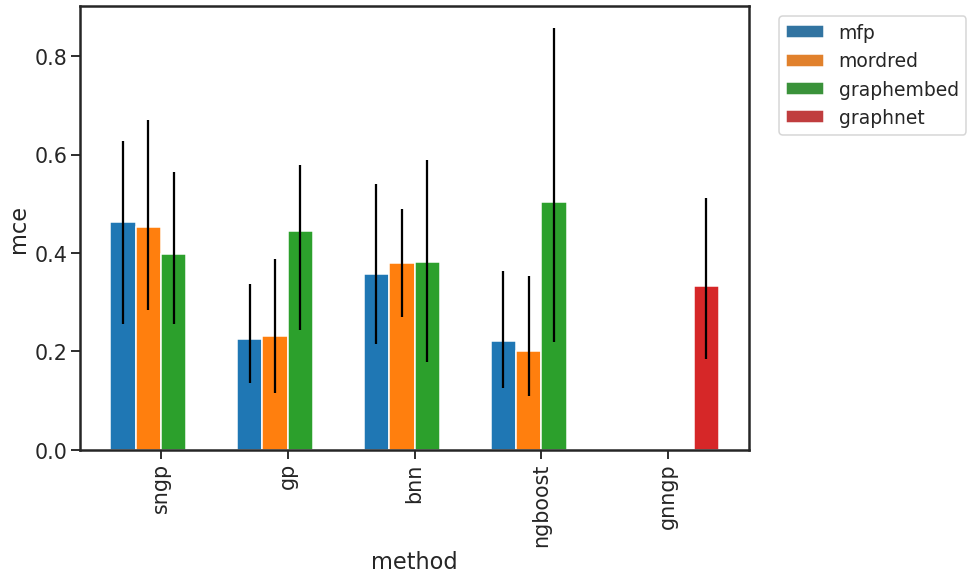 mfp
mordred
graphembed
graphnet
0.8
0.6
0.4
0.2
0.0
mce
sngp
gp
bnn
ngboost
gnngp
method